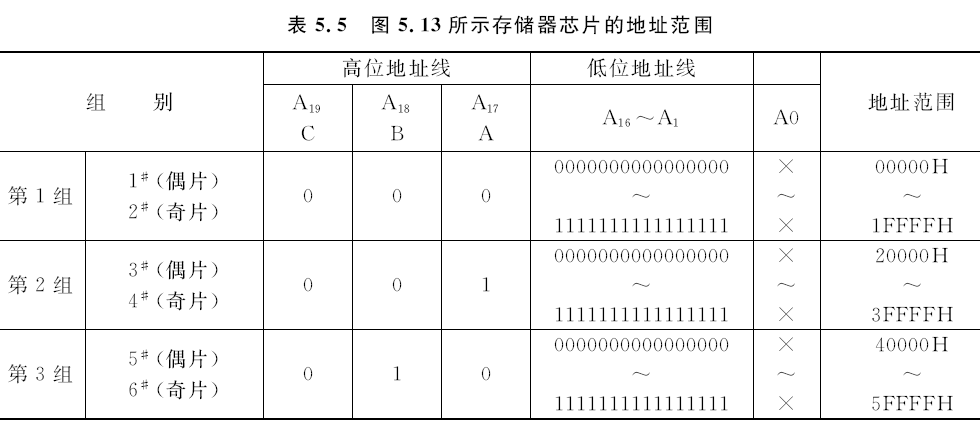 表 5.5 图 5.13 所示存储器芯片的地址范围
组 别 高位地址线 低位地址线 地址范围
A19 A18 A17 A16～A1 A0
C B A
第 1 组 1#(偶片) 0 0 0 0000000000000000 × 00000H
2#(奇片) ～ ～ ～
1111111111111111 × 1FFFFH
第 2 组 3#(偶片) 0 0 1 0000000000000000 × 20000H
4#(奇片) ～ ～ ～
1111111111111111 × 3FFFFH
第 3 组 5#(偶片) 0 1 0 0000000000000000 × 40000H
6#(奇片) ～ ～ ～
1111111111111111 × 5FFFFH